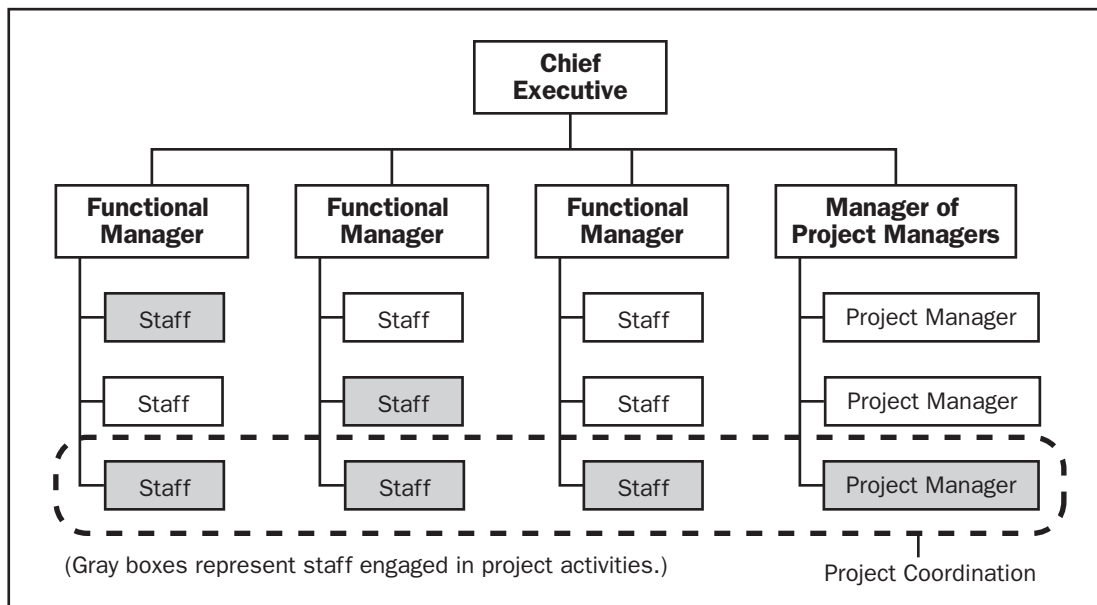 Chief
Executive
Functional
Manager
Functional
Manager
Functional
Manager
Manager of
Project Managers
Staff
Staff
Staff
Project Manager
Staff
Staff
Staff
Project Manager
Staff
Staff
Staff
Project Manager
(Gray boxes represent staff engaged in project activities.)
Project Coordination